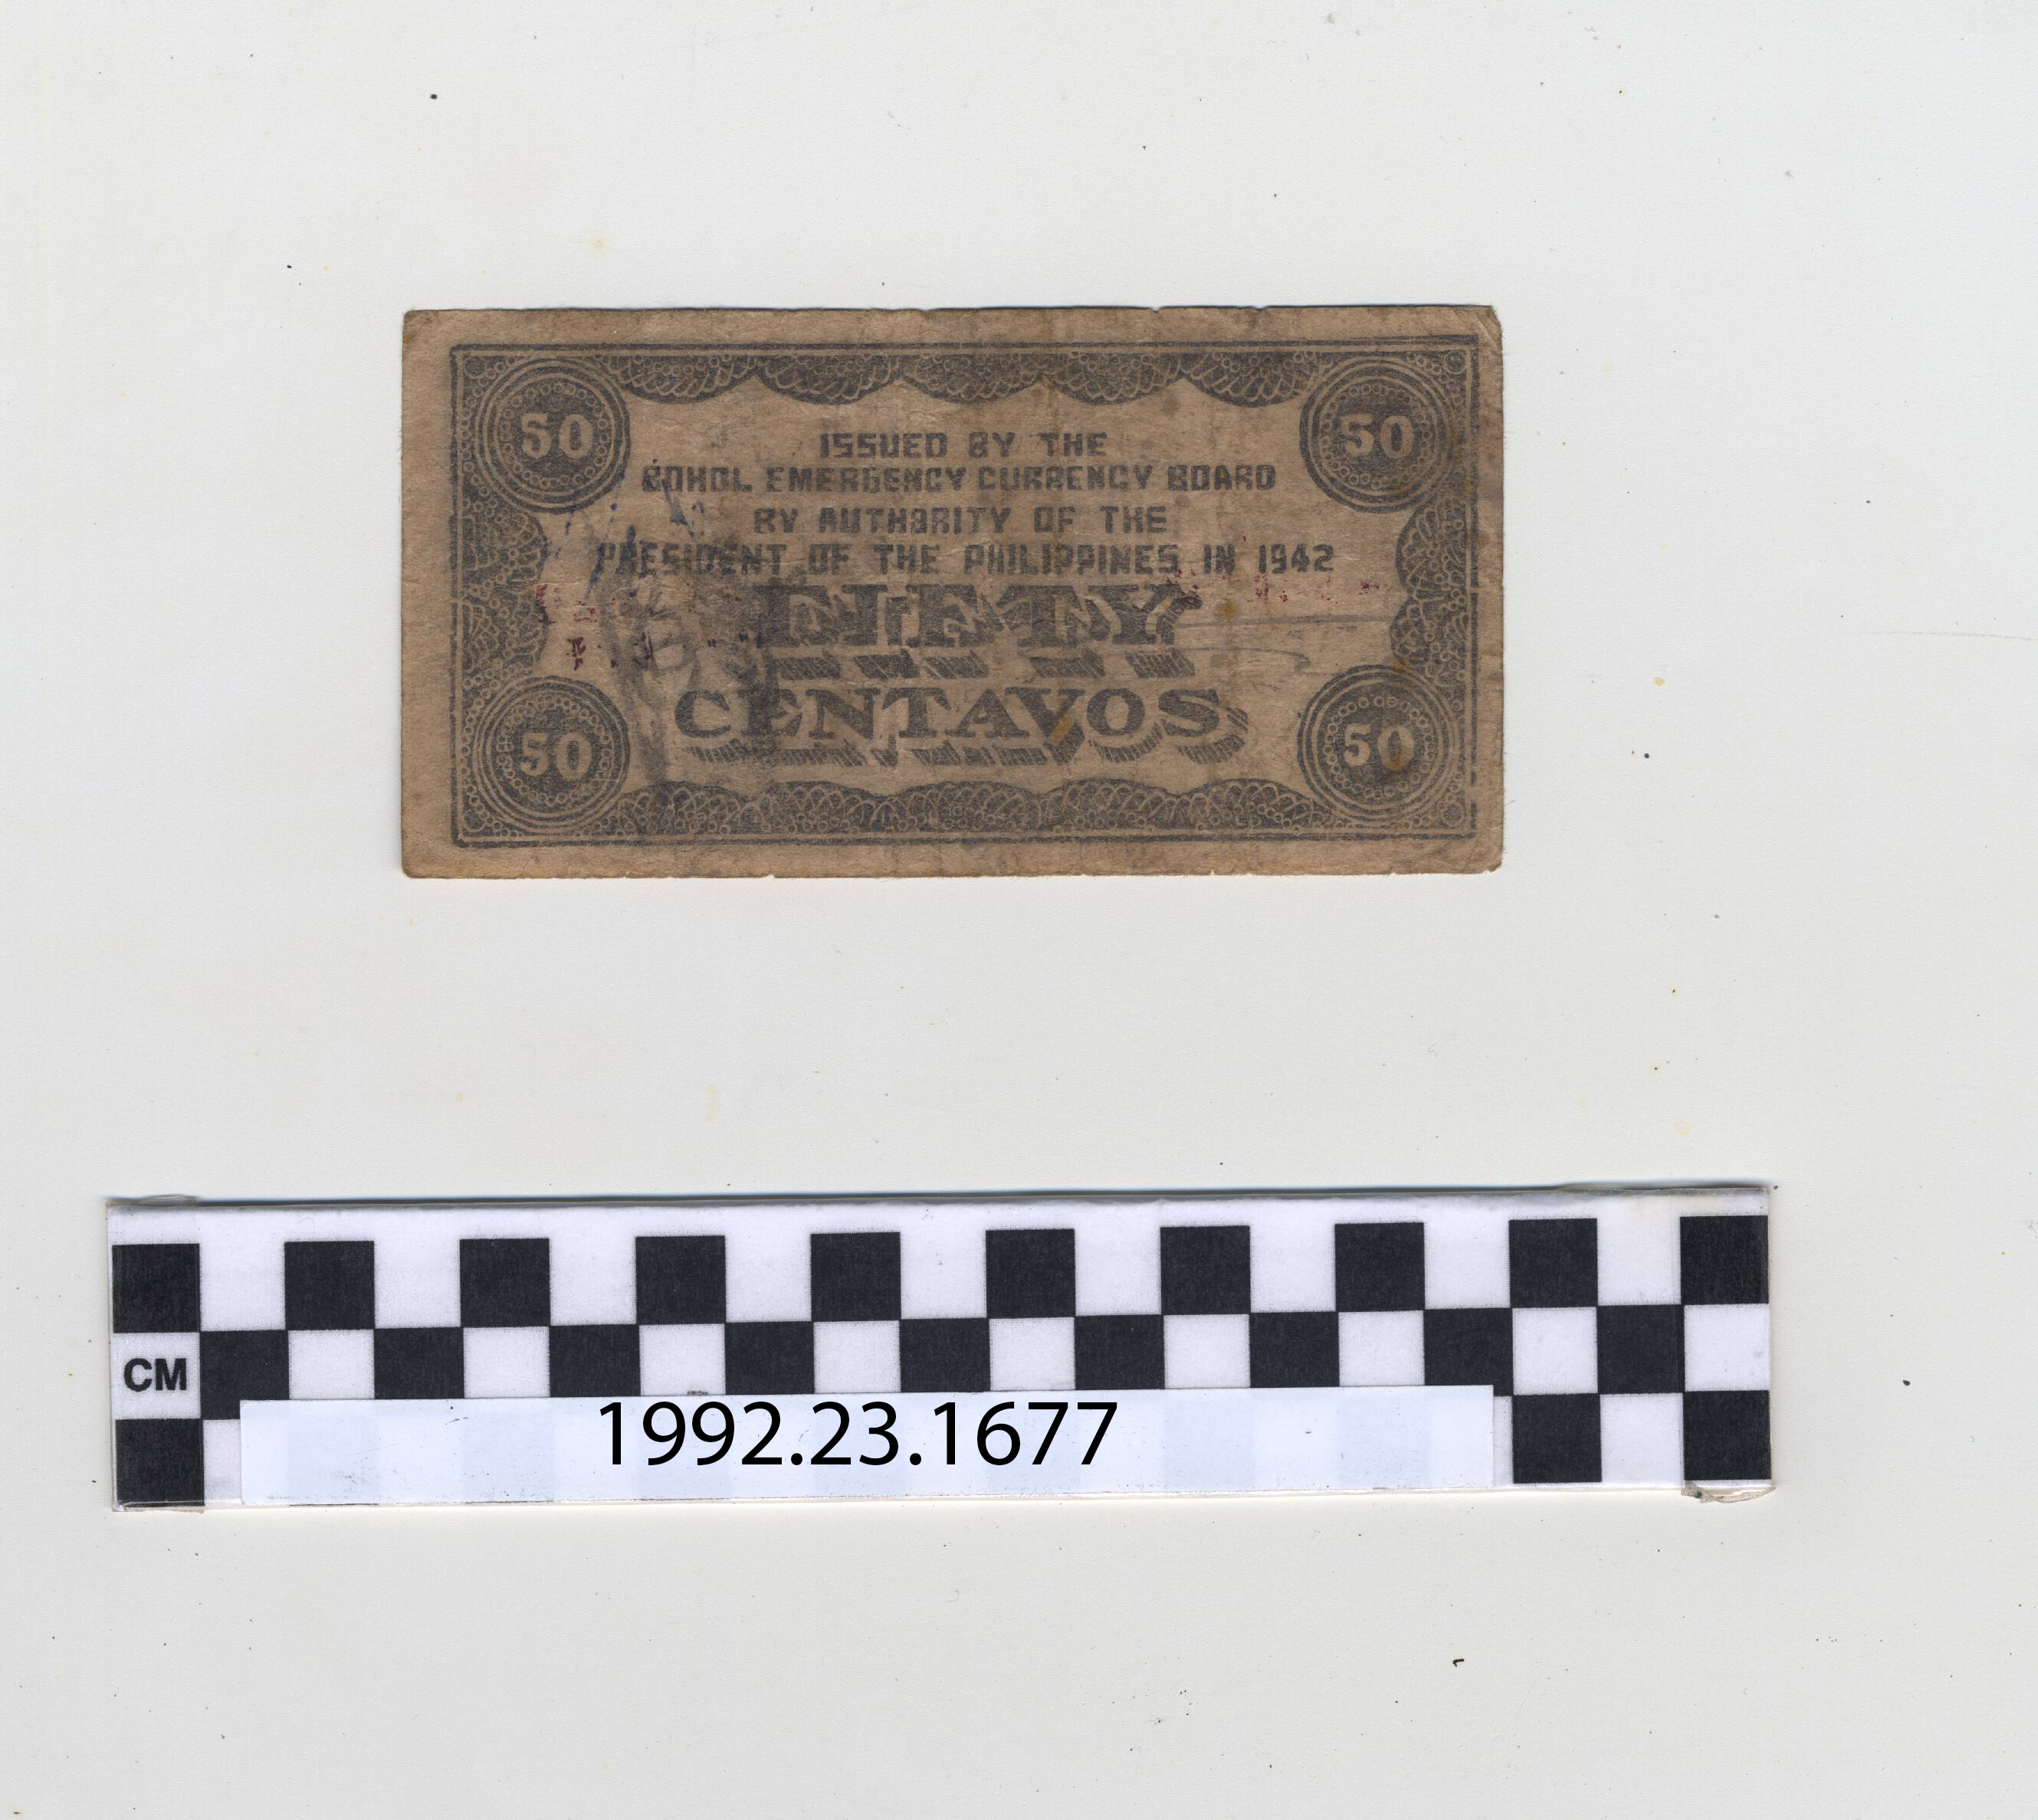 50 50
ISSUED BY THE
BOHOL EMERGENCY CURRENCY BOARD
BY AUTHORITY OF THE
PRESIDENT OF THE PHILIPPINES IN 1942
FIFTY
CENTAVOS
50 50
CM
1992.23.1677